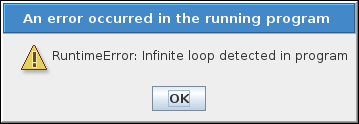 An error occurred in the running program
RuntimeError: Infinite loop detected in program
OK